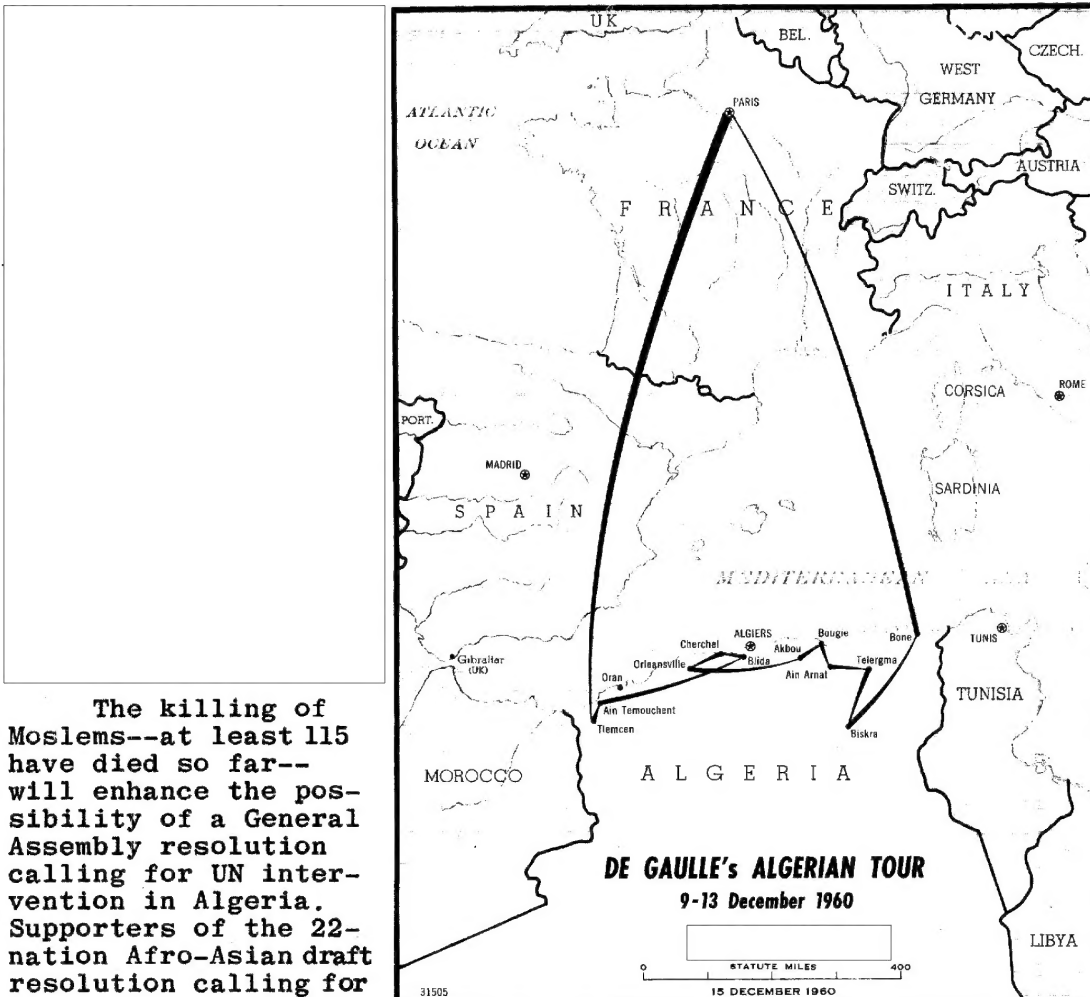 The killing of
Moslems--at least 115
have died so far--
will enhance the pos-
sibility of a General
Assembly resolution
calling for UN inter-
vention in Algeria.
Supporters of the 22-
nation Afro-Asian draft
resolution calling for
UK
BEL.
CZECH.
WEST
GERMANY
ATLANTIC
OCEAN
PARIS
AUSTRIA
SWITZ.
FRANCE
ITALY
CORSICA
ROME
PORT.
MADRID
SARDINIA
SPAIN
MEDITERRANEAN
Bone
TUNIS
Bougie
ALGIERS
Cherchel
Akbou
Blida
Orleansville
Ain Arnat
Telergma
Gibraltar
(UK)
Oran
Ain Temouchent
Tlemcen
Biskra
TUNISIA
MOROCCO
ALGERIA
DE GAULLE's ALGERIAN TOUR
9-13 December 1960
LIBYA
0 STATUTE MILES 400
15 DECEMBER 1960
31505